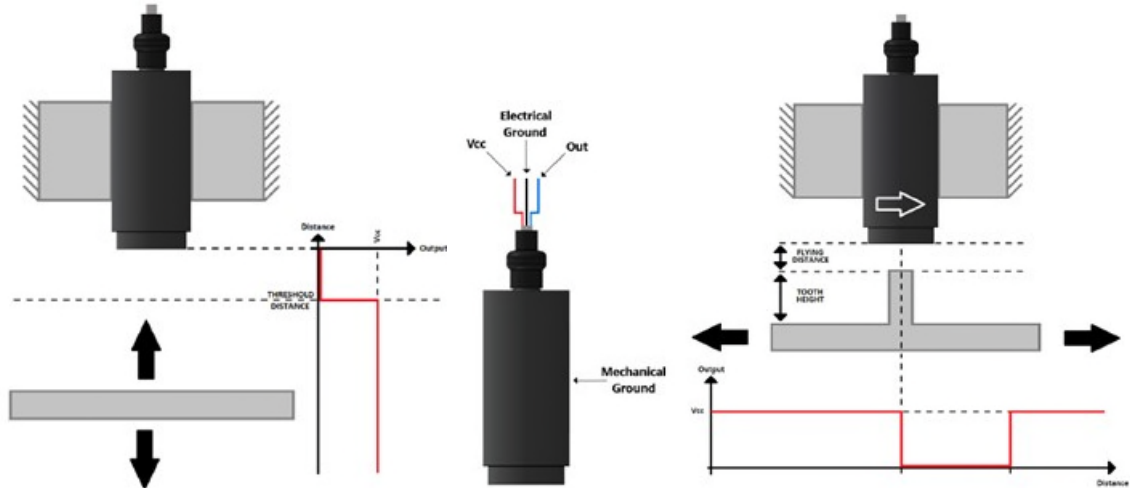 Distance
Vcc
Output
THRESHOLD
DISTANCE
Electrical
Ground
Vcc
Out
Mechanical
Ground
FLYING
DISTANCE
TOOTH
HEIGHT
Output
Vcc
Distance